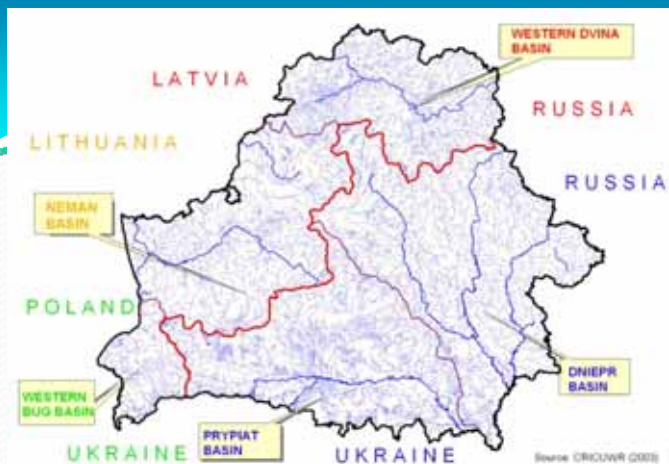 WESTERN DVINA
BASIN
LATVIA
RUSSIA
LITHUANIA
RUSSIA
NEMAN
BASIN
POLAND
DNIEPR
BASIN
WESTERN
BUG BASIN
PRYPIAT
BASIN
UKRAINE
UKRAINE
Source: CRICUWR (2003)